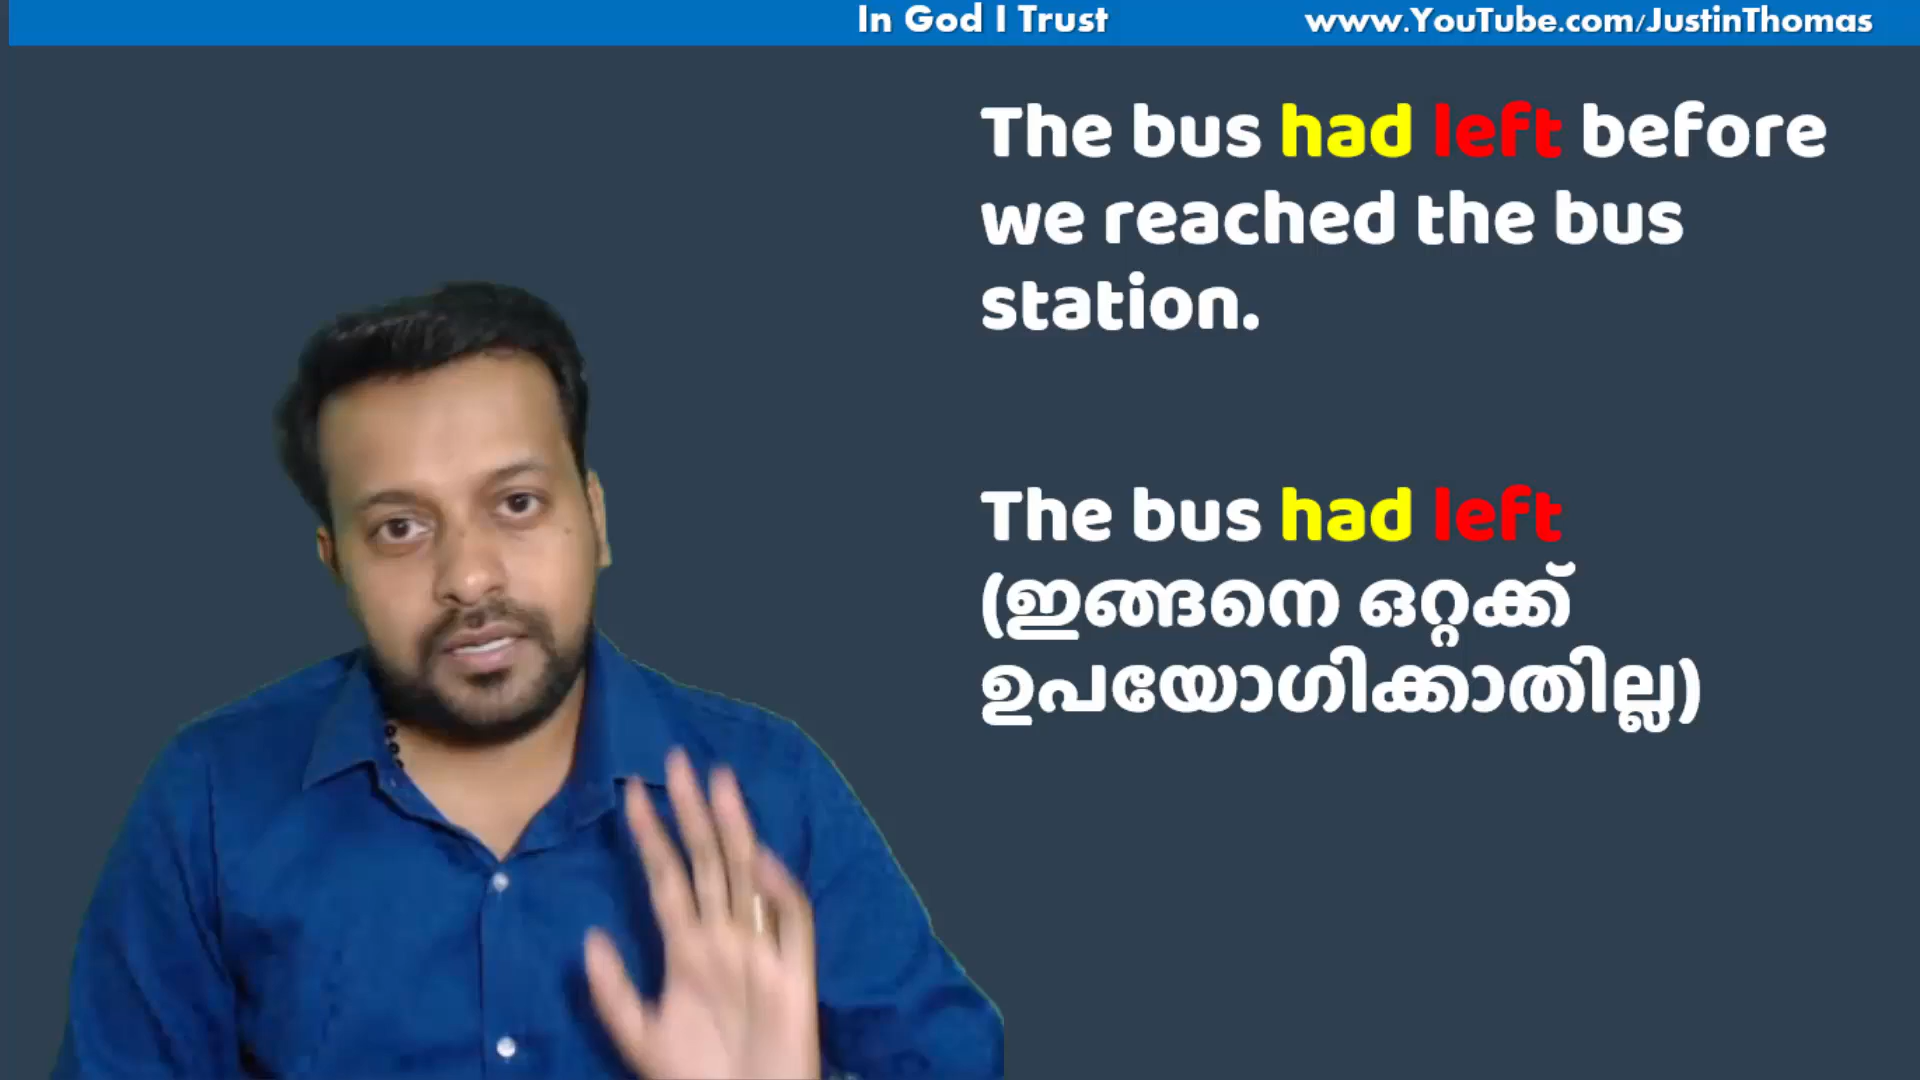 In God I Trust
www.YouTube.com/JustinThomas
The bus had left before
we reached the bus
station.
The bus had left
(ഇങ്ങനെ ഒറ്റക്ക്
ഉപയോഗിക്കാതില്ല)